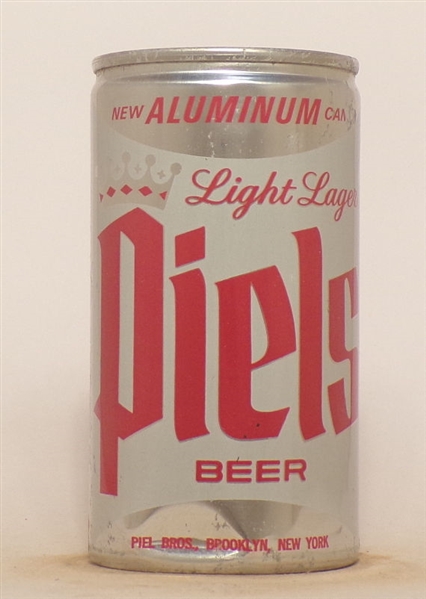 NEW ALUMINUM CAN
Light Lager
Piels
BEER
PIEL BROS., BROOKLYN, NEW YORK